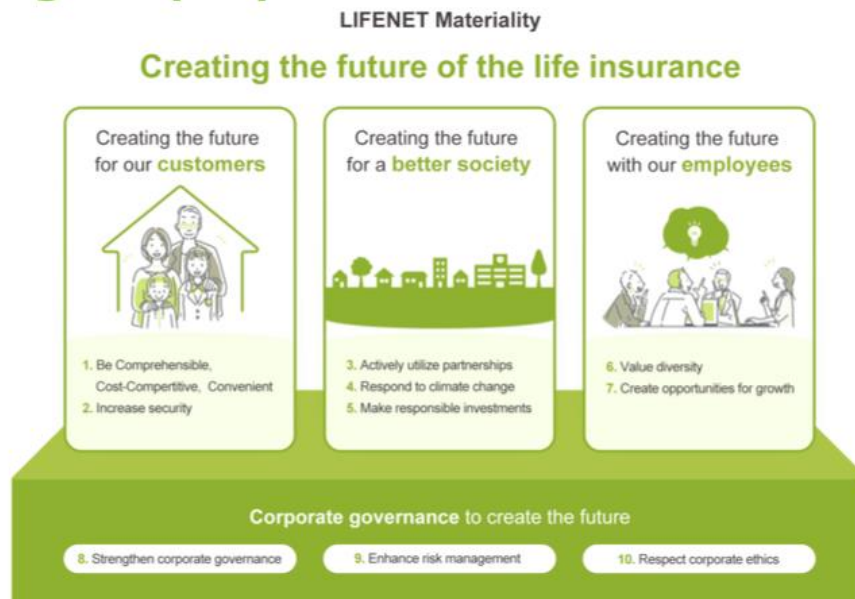 LIFENET Materiality
Creating the future of the life insurance
Creating the future
for our customers
1. Be Comprehensible,
Cost-Compertitive, Convenient
2. Increase security
Creating the future
for a better society
3. Actively utilize partnerships
4. Respond to climate change
5. Make responsible investments
Creating the future
with our employees
6. Value diversity
7. Create opportunities for growth
Corporate governance to create the future
8. Strengthen corporate governance
9. Enhance risk management
10. Respect corporate ethics